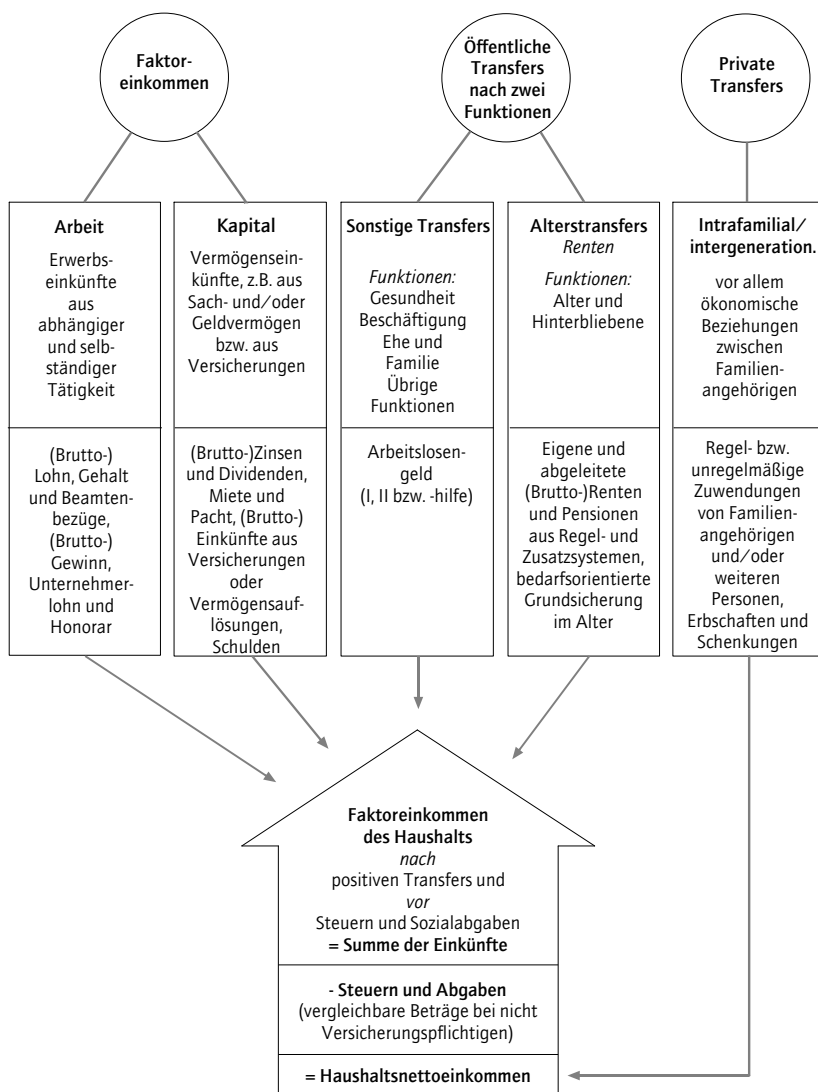 Faktor-
einkommen
Öffentliche
Transfers
nach zwei
Funktionen
Private
Transfers
Arbeit
Erwerbs-
einkünfte
aus
abhängiger
und selb-
ständiger
Tätigkeit
(Brutto-)
Lohn, Gehalt
und Beamten-
bezüge,
(Brutto-)
Gewinn,
Unternehmer-
lohn und
Honorar
Kapital
Vermögensein-
künfte, z.B. aus
Sach- und/oder
Geldvermögen
bzw. aus
Versicherungen
(Brutto-)Zinsen
und Dividenden,
Miete und
Pacht, (Brutto-)
Einkünfte aus
Versicherungen
oder
Vermögensauf-
lösungen,
Schulden
Sonstige Transfers
Funktionen:
Gesundheit
Beschäftigung
Ehe und
Familie
Übrige
Funktionen
Arbeitslosen-
geld
(I, II bzw. -hilfe)
Alterstransfers
Renten
Funktionen:
Alter und
Hinterbliebene
Eigene und
abgeleitete
(Brutto-)Renten
und Pensionen
aus Regel- und
Zusatzsystemen,
bedarfsorientierte
Grundsicherung
im Alter
Intrafamilial/
intergeneration.
vor allem
ökonomische
Beziehungen
zwischen
Familien-
angehörigen
Regel- bzw.
unregelmäßige
Zuwendungen
von Familien-
angehörigen
und/oder
weiteren
Personen,
Erbschaften und
Schenkungen
Faktoreinkommen
des Haushalts
nach
positiven Transfers und
vor
Steuern und Sozialabgaben
= Summe der Einkünfte
- Steuern und Abgaben
(vergleichbare Beträge bei nicht
Versicherungspflichtigen)
= Haushaltsnettoeinkommen